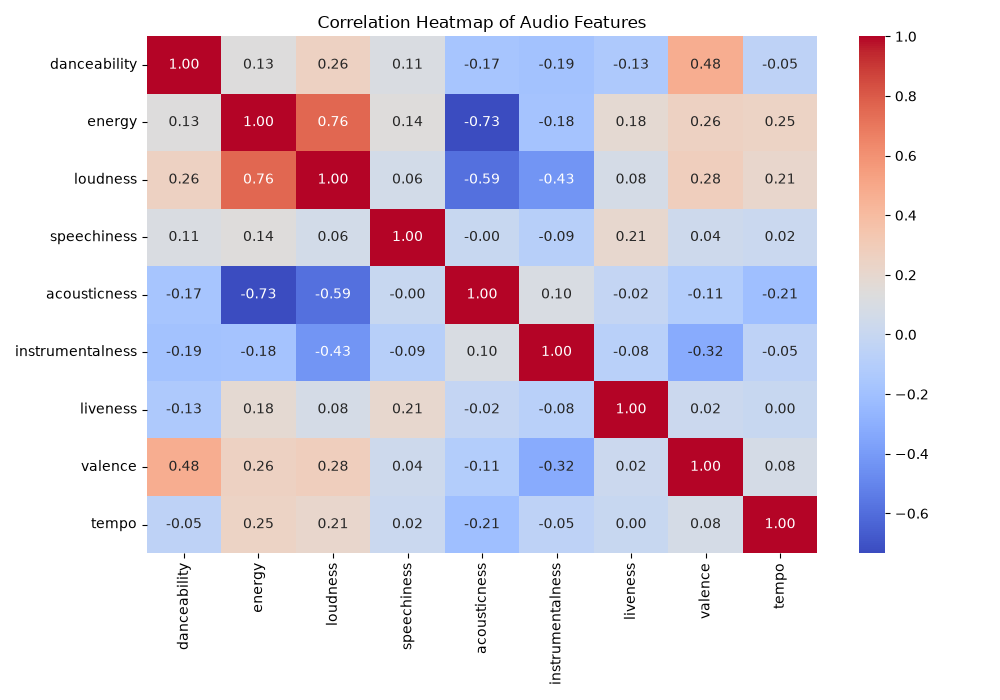 Correlation Heatmap of Audio Features
danceability 1.00 0.13 0.26 0.11 -0.17 -0.19 -0.13 0.48 -0.05
energy 0.13 1.00 0.76 0.14 -0.73 -0.18 0.18 0.26 0.25
loudness 0.26 0.76 1.00 0.06 -0.59 -0.43 0.08 0.28 0.21
speechiness 0.11 0.14 0.06 1.00 -0.00 -0.09 0.21 0.04 0.02
acousticness -0.17 -0.73 -0.59 -0.00 1.00 0.10 -0.02 -0.11 -0.21
instrumentalness -0.19 -0.18 -0.43 -0.09 0.10 1.00 -0.08 -0.32 -0.05
liveness -0.13 0.18 0.08 0.21 -0.02 -0.08 1.00 0.02 0.00
valence 0.48 0.26 0.28 0.04 -0.11 -0.32 0.02 1.00 0.08
tempo -0.05 0.25 0.21 0.02 -0.21 -0.05 0.00 0.08 1.00
danceability
energy
loudness
speechiness
acousticness
instrumentalness
liveness
valence
tempo
1.0
0.8
0.6
0.4
0.2
0.0
−0.2
−0.4
−0.6